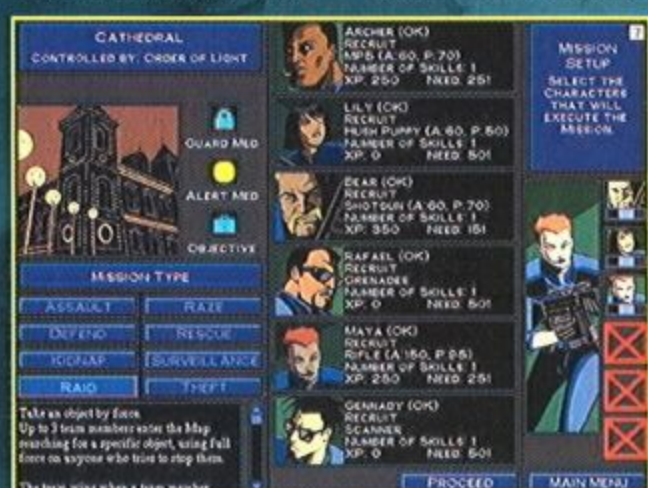 CATHEDRAL
CONTROLLED BY: ORDER OF LIGHT
GUARD MED
ALERT MED
OBJECTIVE
MISSION TYPE
ASSAULT
RAZE
DEFEND
RESCUE
KIDNAP
SURVEILLANCE
RAID
THEFT
Take an object by force.
Up to 3 team members enter the Map
searching for a specific object, using full
force on anyone who tries to stop them.
The team wins when a team member
ARCHER (OK)
RECRUIT
MP5 (A:60, P:70)
NUMBER OF SKILLS: 1
XP: 250 NEED: 251
LILY (OK)
RECRUIT
HUSH PUPPY (A:60, P:50)
NUMBER OF SKILLS: 1
XP: 0 NEED: 501
BEAR (OK)
RECRUIT
SHOTGUN (A:60, P:70)
NUMBER OF SKILLS: 1
XP: 350 NEED: 151
RAFAEL (OK)
RECRUIT
GRENADES
NUMBER OF SKILLS: 1
XP: 0 NEED: 501
MAYA (OK)
RECRUIT
RIFLE (A:150, P:95)
NUMBER OF SKILLS: 1
XP: 250 NEED: 251
GENNADY (OK)
RECRUIT
SCANNER
NUMBER OF SKILLS: 1
XP: 0 NEED: 501
PROCEED
?
MISSION
SETUP
SELECT THE
CHARACTERS
THAT WILL
EXECUTE THE
MISSION.
MAIN MENU